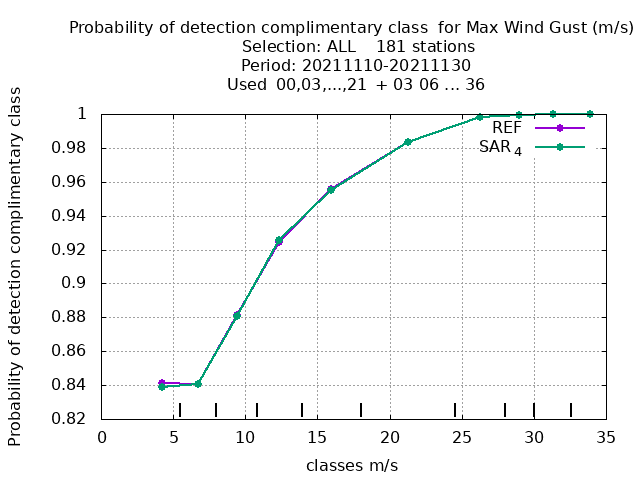 Probability of detection complimentary class  for Max Wind Gust (m/s)
Selection: ALL    181 stations
Period: 20211110-20211130
Used  00,03,...,21  + 03 06 ... 36
Probability of detection complimentary class
1
0.98
0.96
0.94
0.92
0.9
0.88
0.86
0.84
0.82
REF
SAR 4
0 5 10 15 20 25 30 35
classes m/s